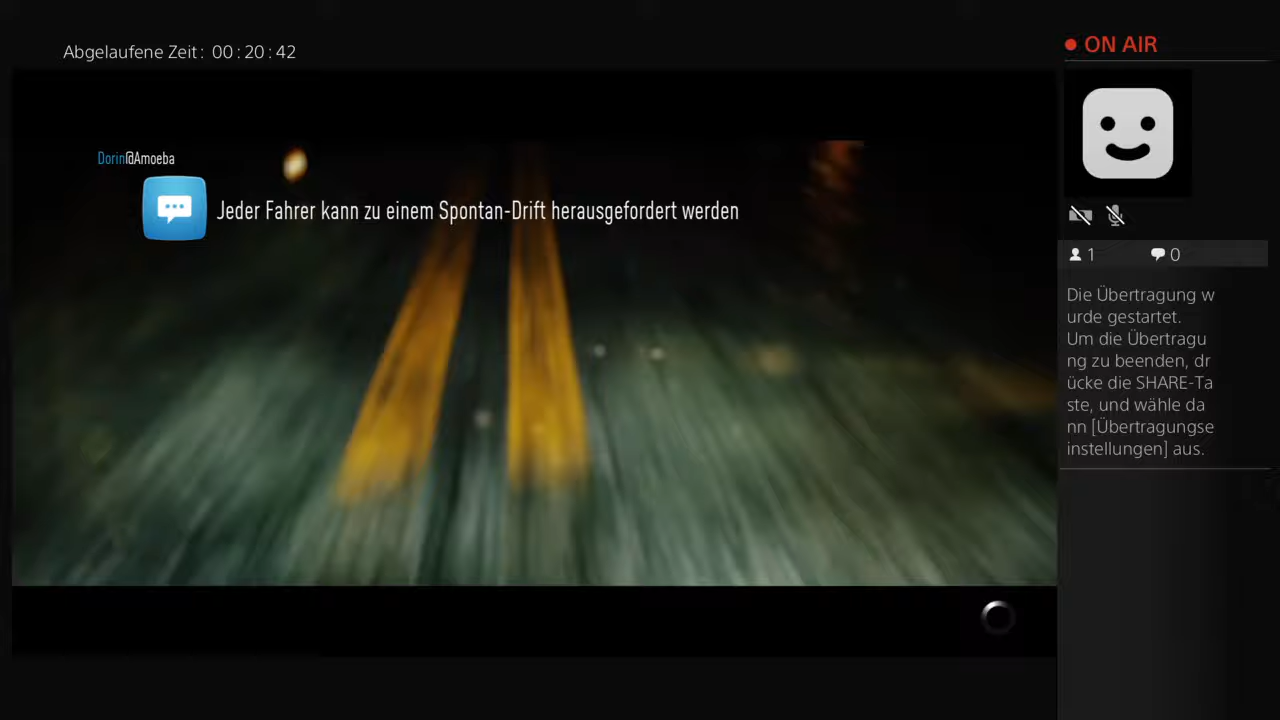 Abgelaufene Zeit: 00:20:42
ON AIR
Dorin@Amoeba
Jeder Fahrer kann zu einem Spontan-Drift herausgefordert werden
1 0
Die Übertragung w
urde gestartet.
Um die Übertragu
ng zu beenden, dr
ücke die SHARE-Ta
ste, und wähle da
nn [Übertragungse
instellungen] aus.